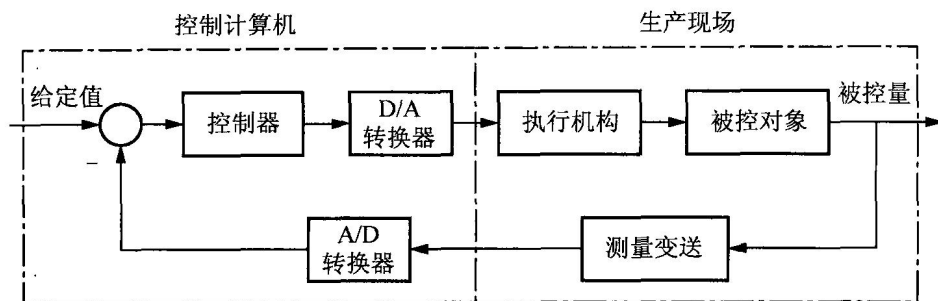 控制计算机
生产现场
给定值
控制器
D/A
转换器
执行机构
被控对象
被控量
－
A/D
转换器
测量变送